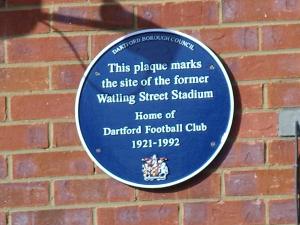 DARTFORD BOROUGH COUNCIL
This plaque marks
the site of the former
Watling Street Stadium
Home of
Dartford Football Club
1921-1992